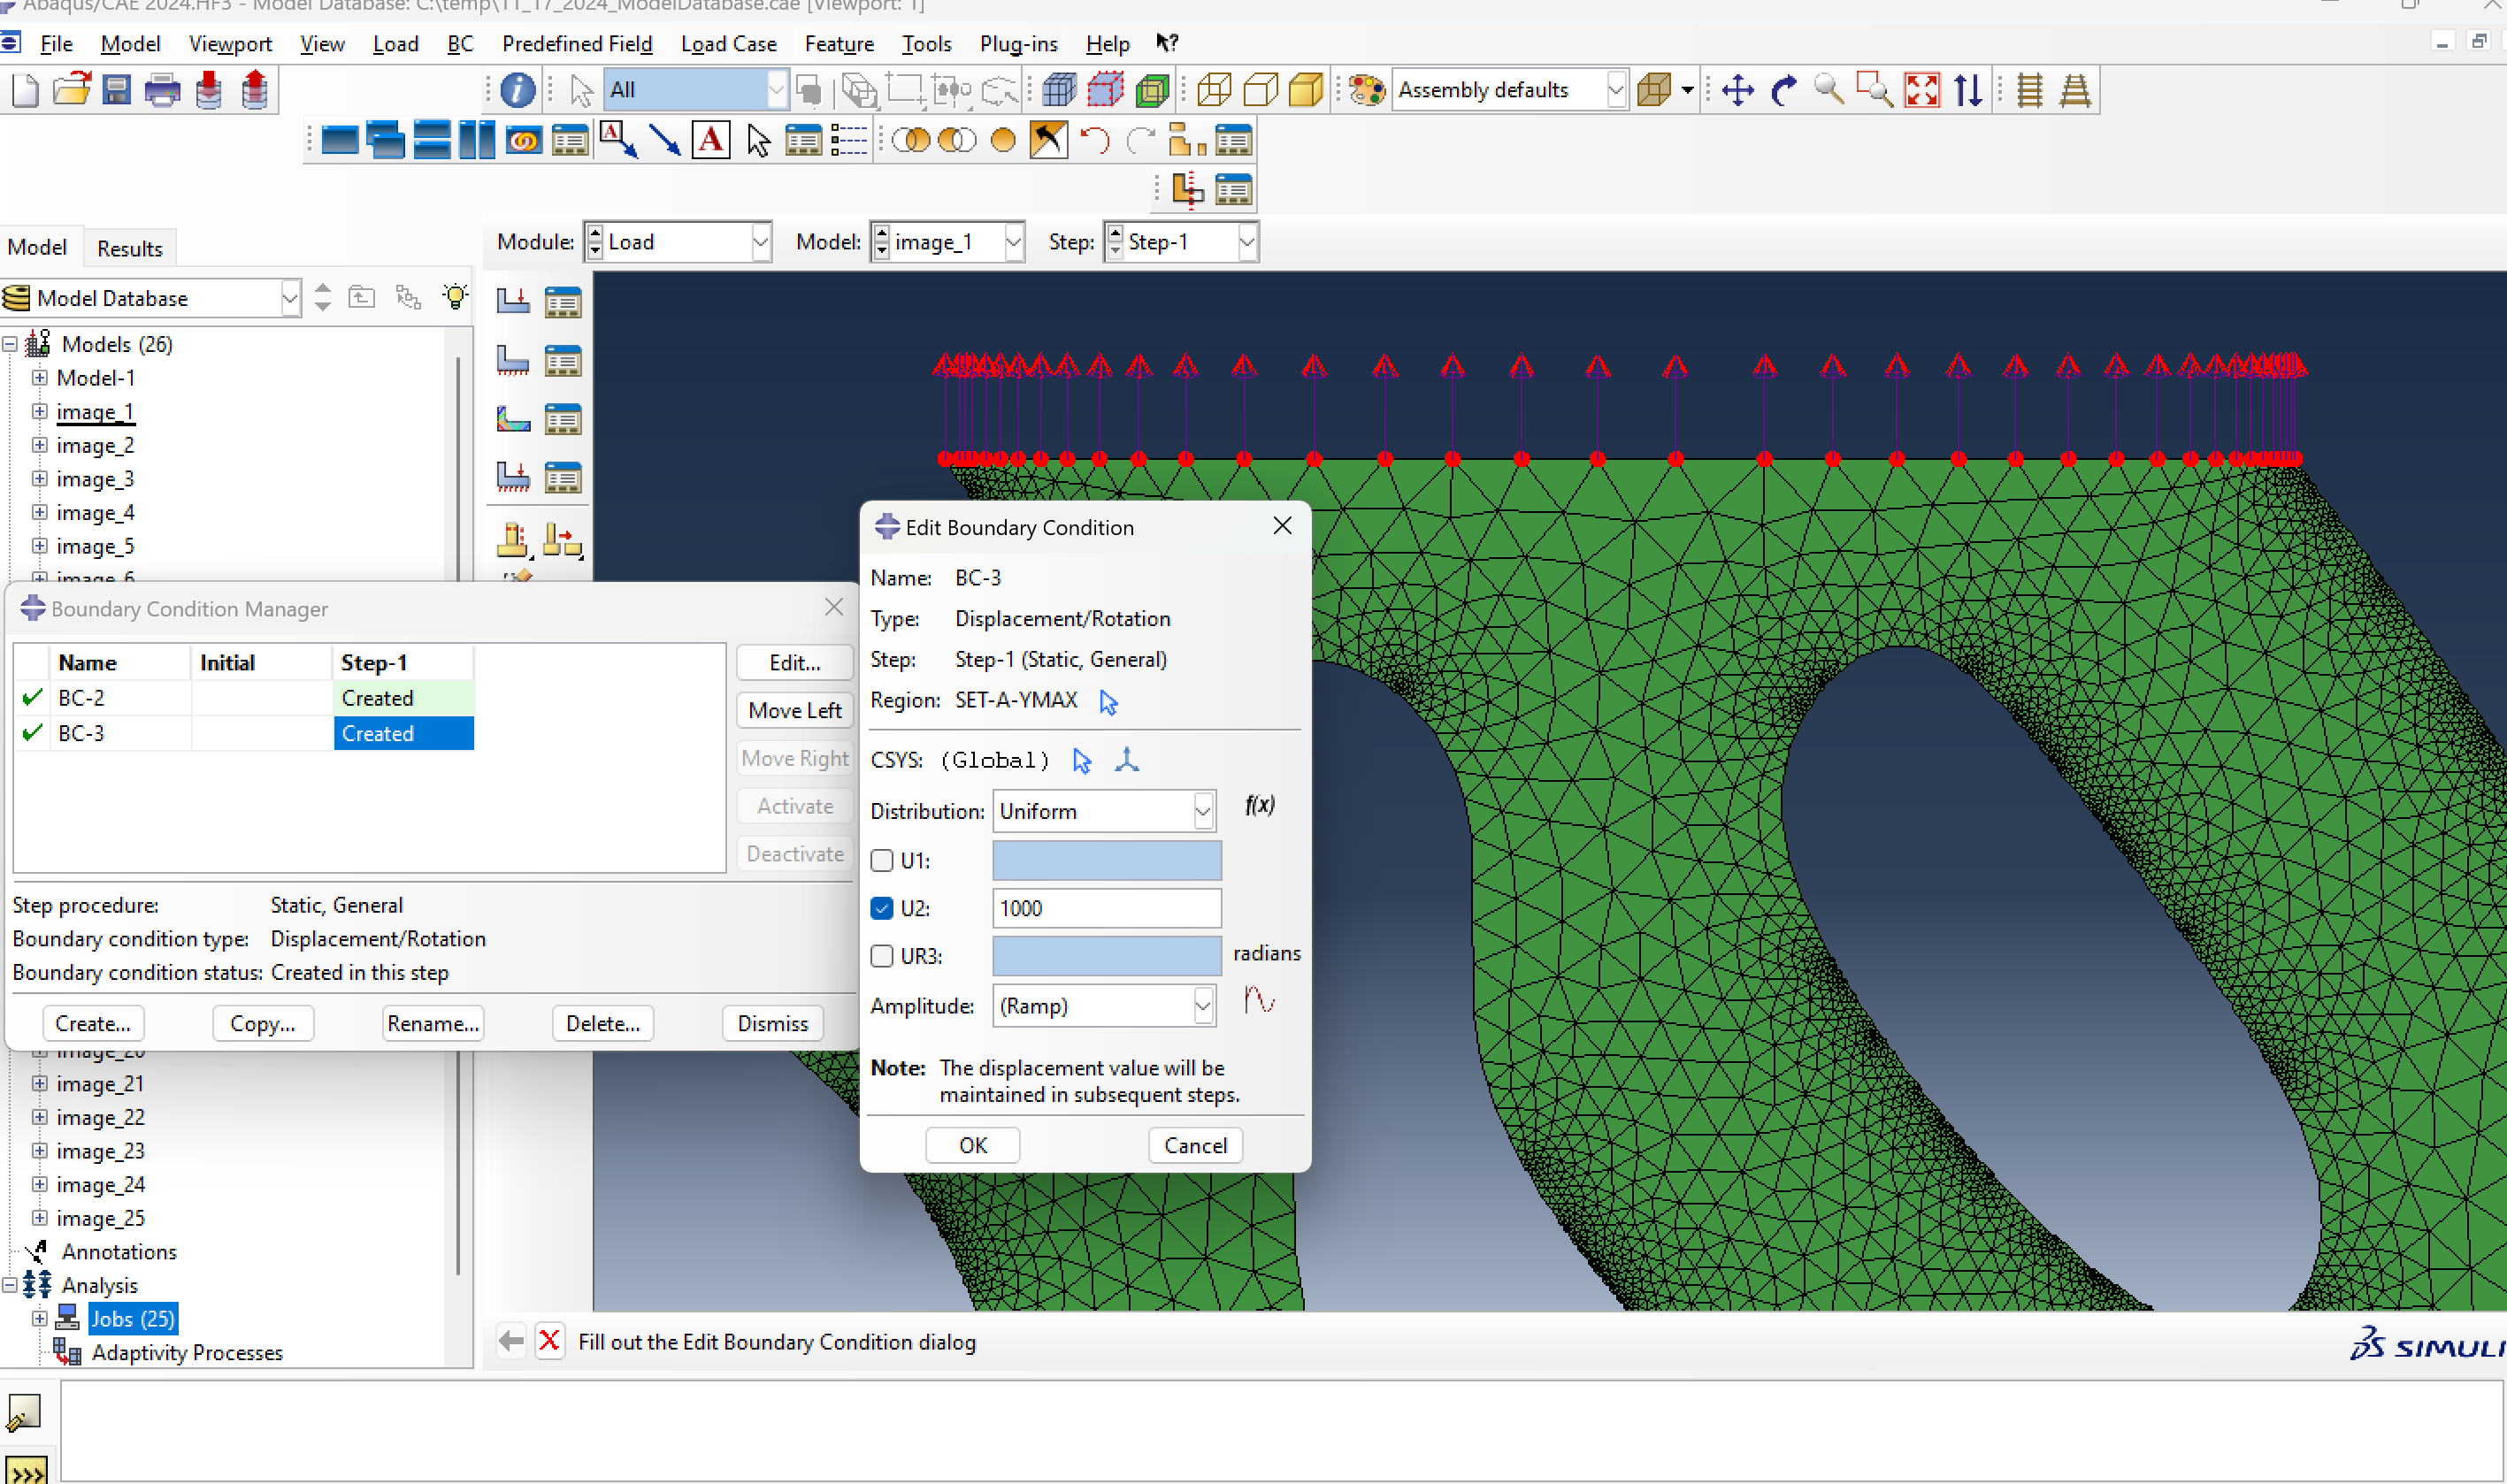 Abaqus/CAE 2024.HF3 - Model Database: C:\temp\11_17_2024_ModelDatabase.cae [Viewport: 1]
File Model Viewport View Load BC Predefined Field Load Case Feature Tools Plug-ins Help
All
Assembly defaults
A A
Model Results
Module: Load Model: image_1 Step: Step-1
Model Database
Models (26)
Model-1
image_1
image_2
image_3
image_4
image_5
image_6
Boundary Condition Manager
Name Initial Step-1
BC-2 Created
BC-3 Created
Edit...
Move Left
Move Right
Activate
Deactivate
Step procedure: Static, General
Boundary condition type: Displacement/Rotation
Boundary condition status: Created in this step
Create... Copy... Rename... Delete... Dismiss
image_20
image_21
image_22
image_23
image_24
image_25
Annotations
Analysis
Jobs (25)
Adaptivity Processes
Edit Boundary Condition
Name: BC-3
Type: Displacement/Rotation
Step: Step-1 (Static, General)
Region: SET-A-YMAX
CSYS: (Global)
Distribution: Uniform f(x)
U1:
U2: 1000
UR3: radians
Amplitude: (Ramp)
Note: The displacement value will be
maintained in subsequent steps.
OK Cancel
Fill out the Edit Boundary Condition dialog
SIMULI
>>>